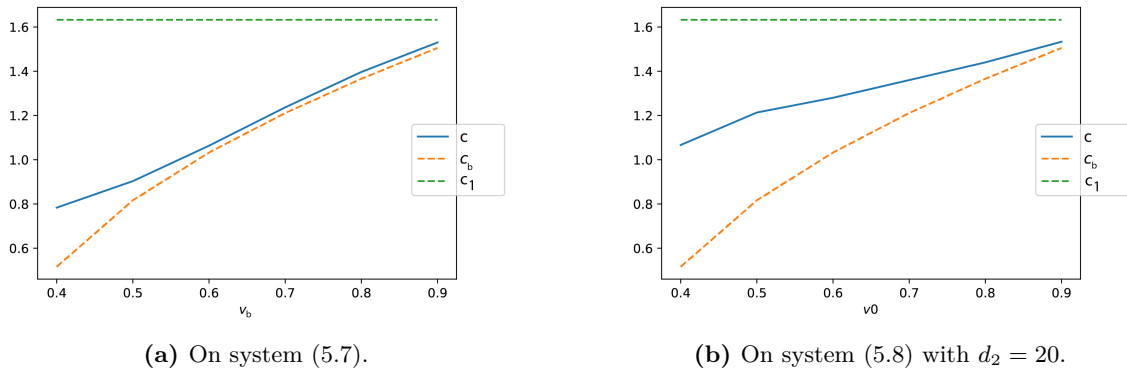 1.6
1.4
1.2
1.0
0.8
0.6
0.4 0.5 0.6 0.7 0.8 0.9
v_b
c
c_b
c_1
(a) On system (5.7).
1.6
1.4
1.2
1.0
0.8
0.6
0.4 0.5 0.6 0.7 0.8 0.9
v0
c
c_b
c_1
(b) On system (5.8) with d_2 = 20.